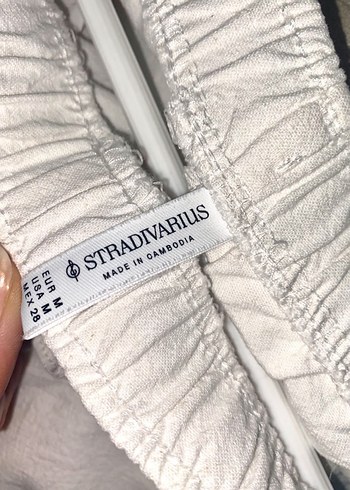 STRADIVARIUS
MADE IN CAMBODIA
EUR M
USA M
MEX 28